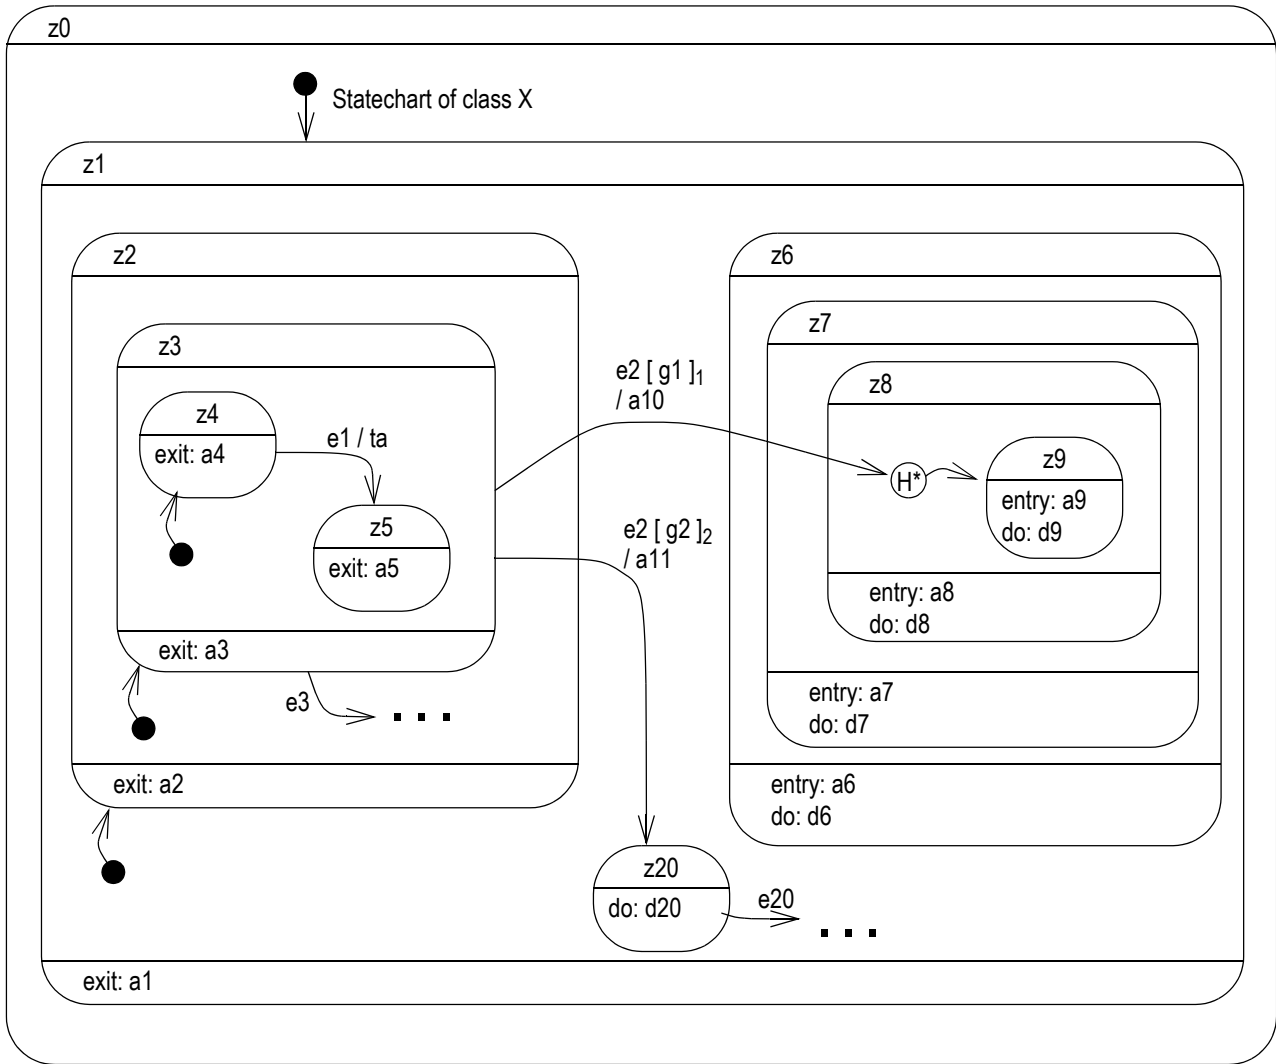 z0
Statechart of class X
z1
z2
z6
z3
z7
z4
exit: a4
e1 / ta
z5
exit: a5
e2 [ g1 ]1
/ a10
z8
H*
z9
entry: a9
do: d9
e2 [ g2 ]2
/ a11
entry: a8
do: d8
exit: a3
e3
. . .
entry: a7
do: d7
exit: a2
entry: a6
do: d6
z20
do: d20
e20
. . .
exit: a1